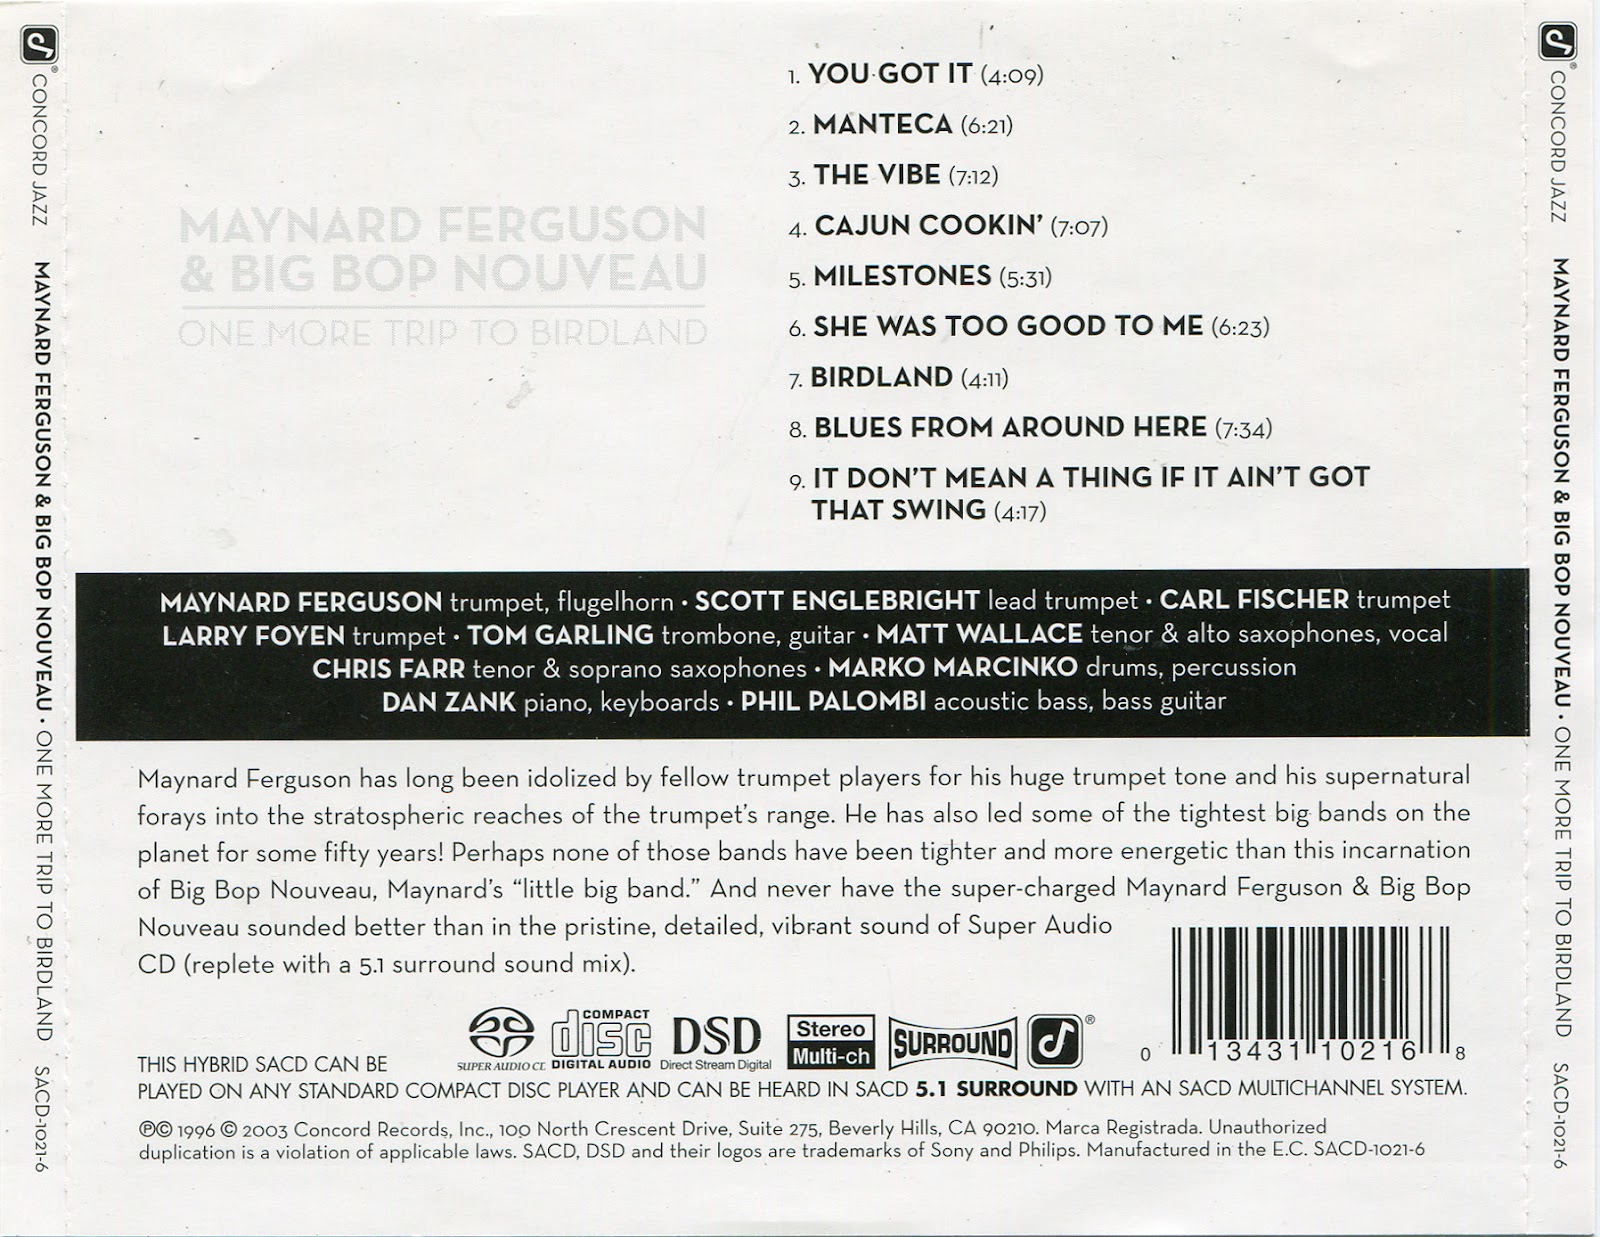 CONCORD JAZZ MAYNARD FERGUSON & BIG BOP NOUVEAU • ONE MORE TRIP TO BIRDLAND SACD-1021-6
MAYNARD FERGUSON
& BIG BOP NOUVEAU
ONE MORE TRIP TO BIRDLAND
1. YOU GOT IT (4:09)
2. MANTECA (6:21)
3. THE VIBE (7:12)
4. CAJUN COOKIN' (7:07)
5. MILESTONES (5:31)
6. SHE WAS TOO GOOD TO ME (6:23)
7. BIRDLAND (4:11)
8. BLUES FROM AROUND HERE (7:34)
9. IT DON'T MEAN A THING IF IT AIN'T GOT
THAT SWING (4:17)
MAYNARD FERGUSON trumpet, flugelhorn • SCOTT ENGLEBRIGHT lead trumpet • CARL FISCHER trumpet
LARRY FOYEN trumpet • TOM GARLING trombone, guitar • MATT WALLACE tenor & alto saxophones, vocal
CHRIS FARR tenor & soprano saxophones • MARKO MARCINKO drums, percussion
DAN ZANK piano, keyboards • PHIL PALOMBI acoustic bass, bass guitar
Maynard Ferguson has long been idolized by fellow trumpet players for his huge trumpet tone and his supernatural
forays into the stratospheric reaches of the trumpet's range. He has also led some of the tightest big bands on the
planet for some fifty years! Perhaps none of those bands have been tighter and more energetic than this incarnation
of Big Bop Nouveau, Maynard's “little big band.” And never have the super-charged Maynard Ferguson & Big Bop
Nouveau sounded better than in the pristine, detailed, vibrant sound of Super Audio
CD (replete with a 5.1 surround sound mix).
SUPER AUDIO CD
COMPACT
disc
DIGITAL AUDIO
DSD
Direct Stream Digital
Stereo
Multi-ch
SURROUND
®
0 13431 10216 8
THIS HYBRID SACD CAN BE
PLAYED ON ANY STANDARD COMPACT DISC PLAYER AND CAN BE HEARD IN SACD 5.1 SURROUND WITH AN SACD MULTICHANNEL SYSTEM.
℗© 1996 © 2003 Concord Records, Inc., 100 North Crescent Drive, Suite 275, Beverly Hills, CA 90210. Marca Registrada. Unauthorized
duplication is a violation of applicable laws. SACD, DSD and their logos are trademarks of Sony and Philips. Manufactured in the E.C. SACD-1021-6
CONCORD JAZZ MAYNARD FERGUSON & BIG BOP NOUVEAU • ONE MORE TRIP TO BIRDLAND SACD-1021-6